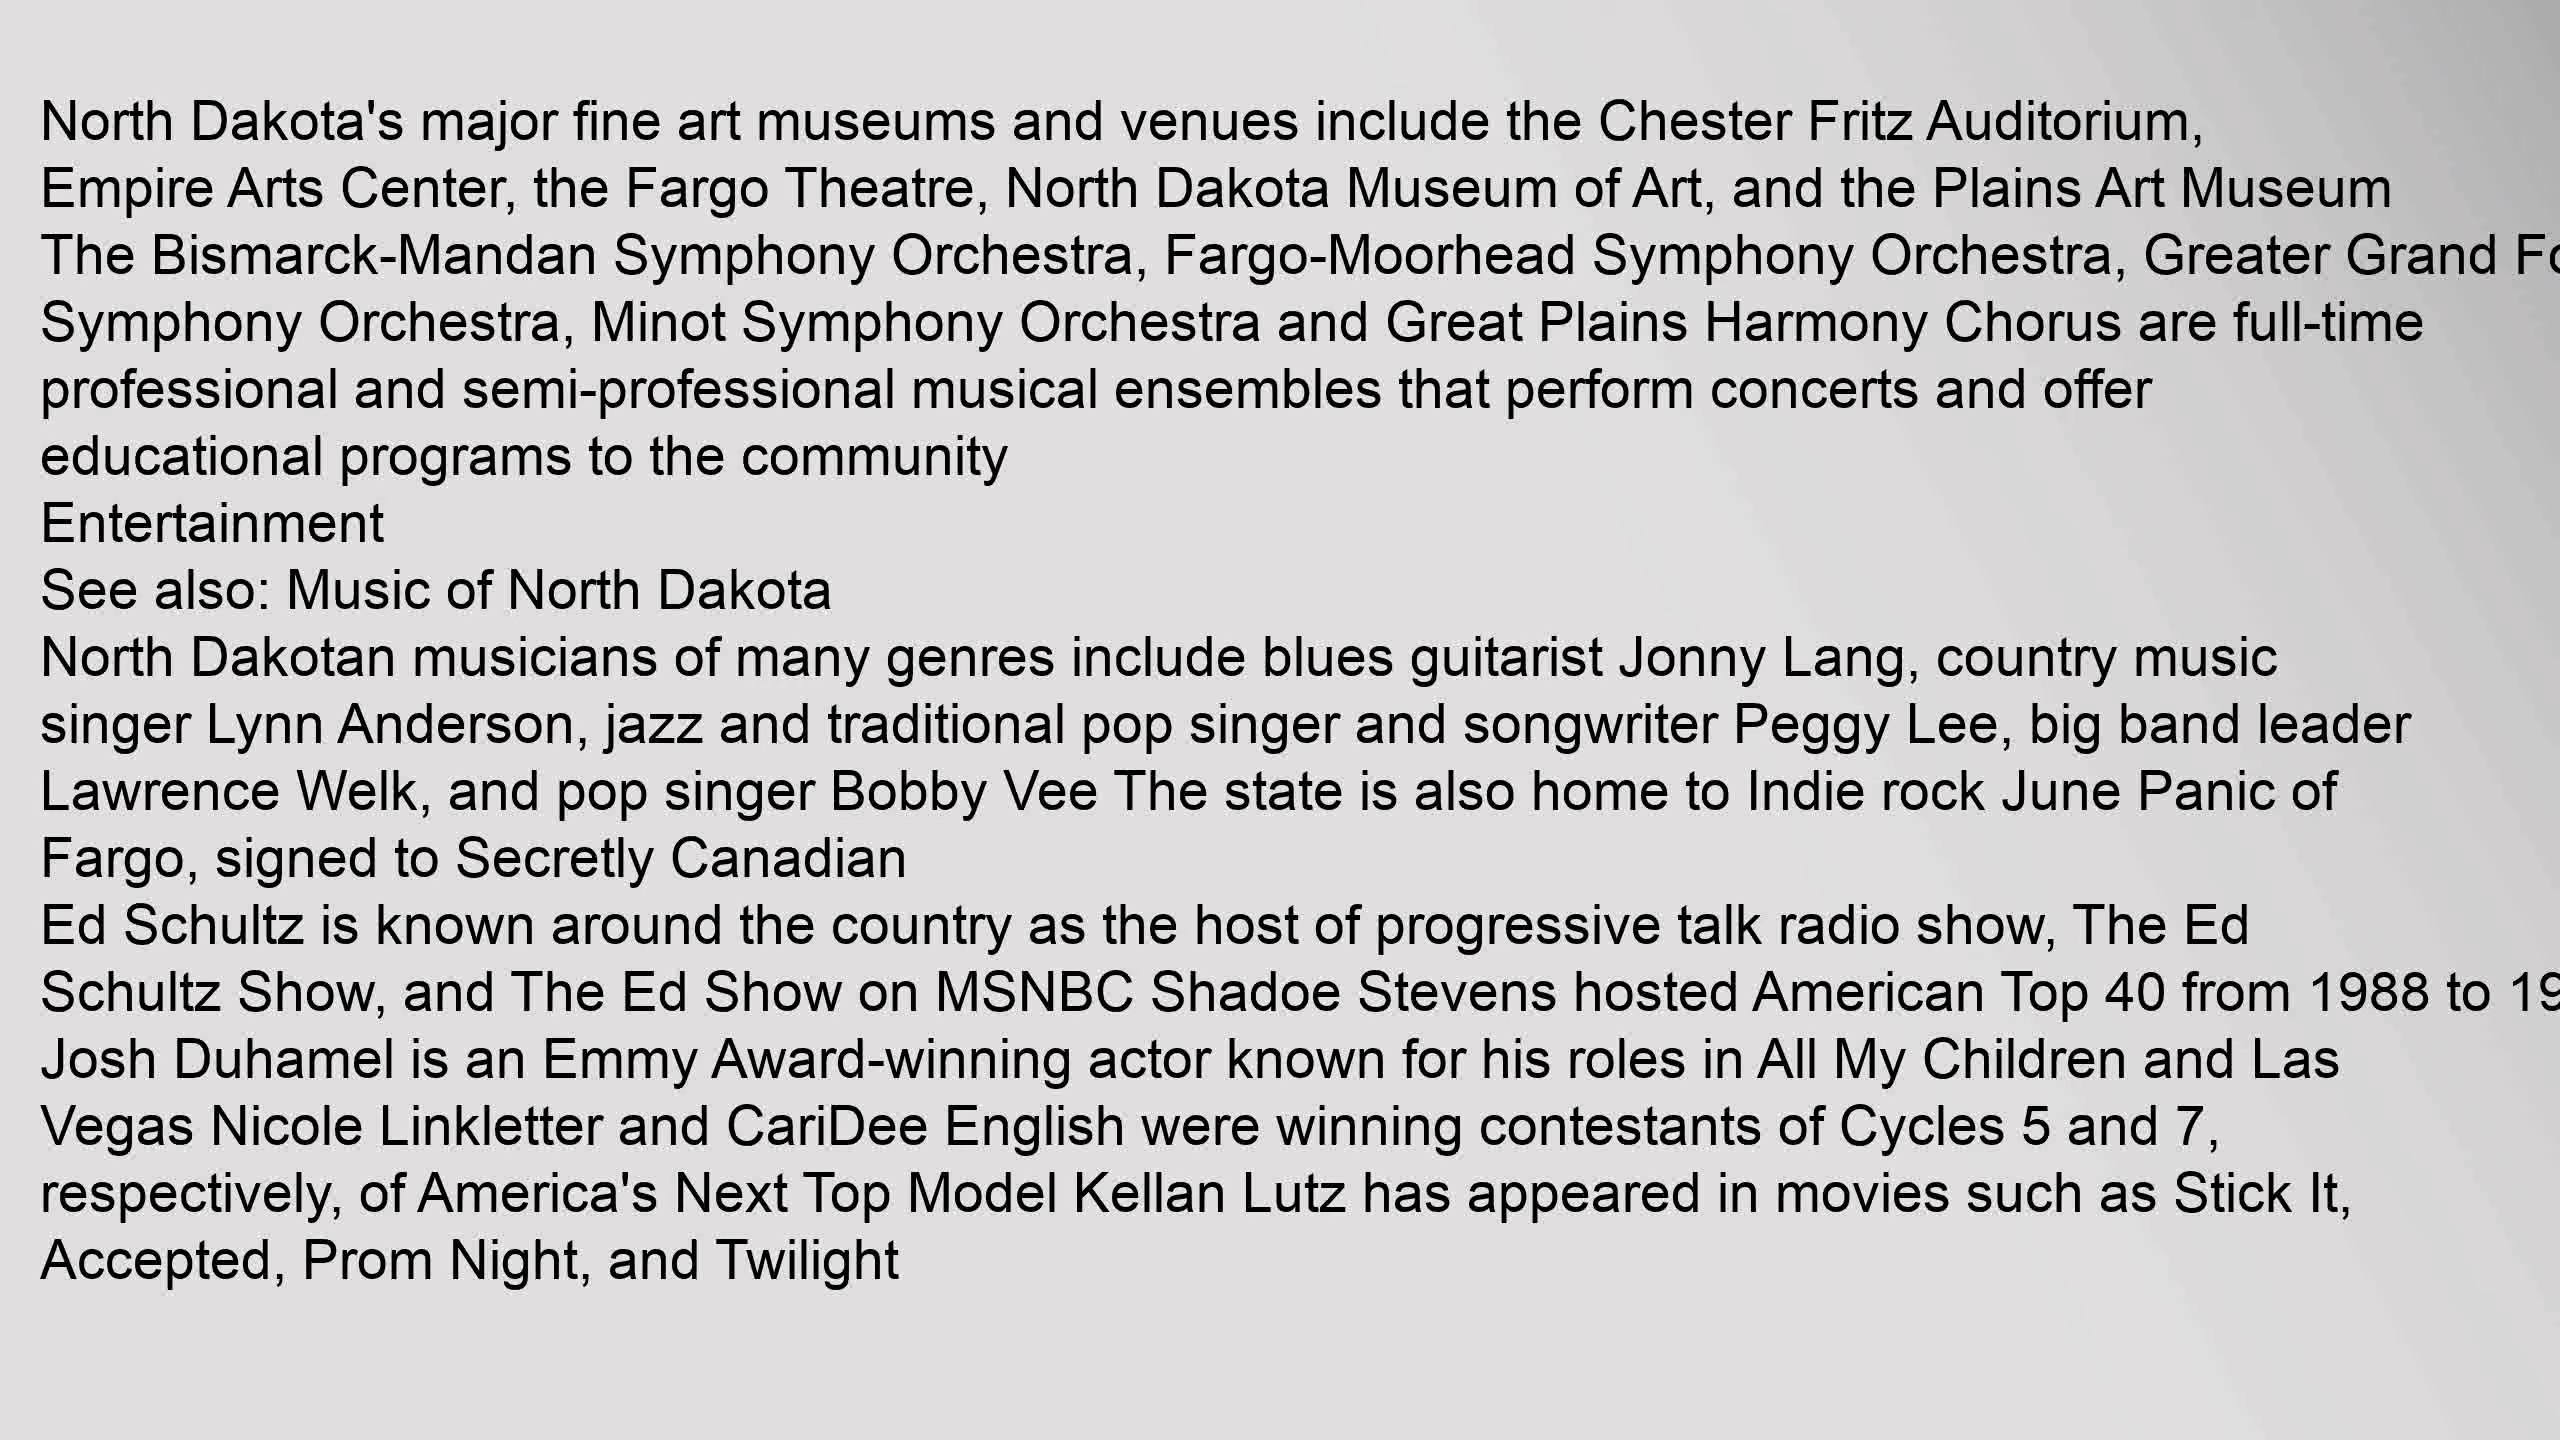 North Dakota's major fine art museums and venues include the Chester Fritz Auditorium,
Empire Arts Center, the Fargo Theatre, North Dakota Museum of Art, and the Plains Art Museum
The Bismarck-Mandan Symphony Orchestra, Fargo-Moorhead Symphony Orchestra, Greater Grand
Symphony Orchestra, Minot Symphony Orchestra and Great Plains Harmony Chorus are full-time
professional and semi-professional musical ensembles that perform concerts and offer
educational programs to the community
Entertainment
See also: Music of North Dakota
North Dakotan musicians of many genres include blues guitarist Jonny Lang, country music
singer Lynn Anderson, jazz and traditional pop singer and songwriter Peggy Lee, big band leader
Lawrence Welk, and pop singer Bobby Vee The state is also home to Indie rock June Panic of
Fargo, signed to Secretly Canadian
Ed Schultz is known around the country as the host of progressive talk radio show, The Ed
Schultz Show, and The Ed Show on MSNBC Shadoe Stevens hosted American Top 40 from 1988 to
Josh Duhamel is an Emmy Award-winning actor known for his roles in All My Children and Las
Vegas Nicole Linkletter and CariDee English were winning contestants of Cycles 5 and 7,
respectively, of America's Next Top Model Kellan Lutz has appeared in movies such as Stick It,
Accepted, Prom Night, and Twilight